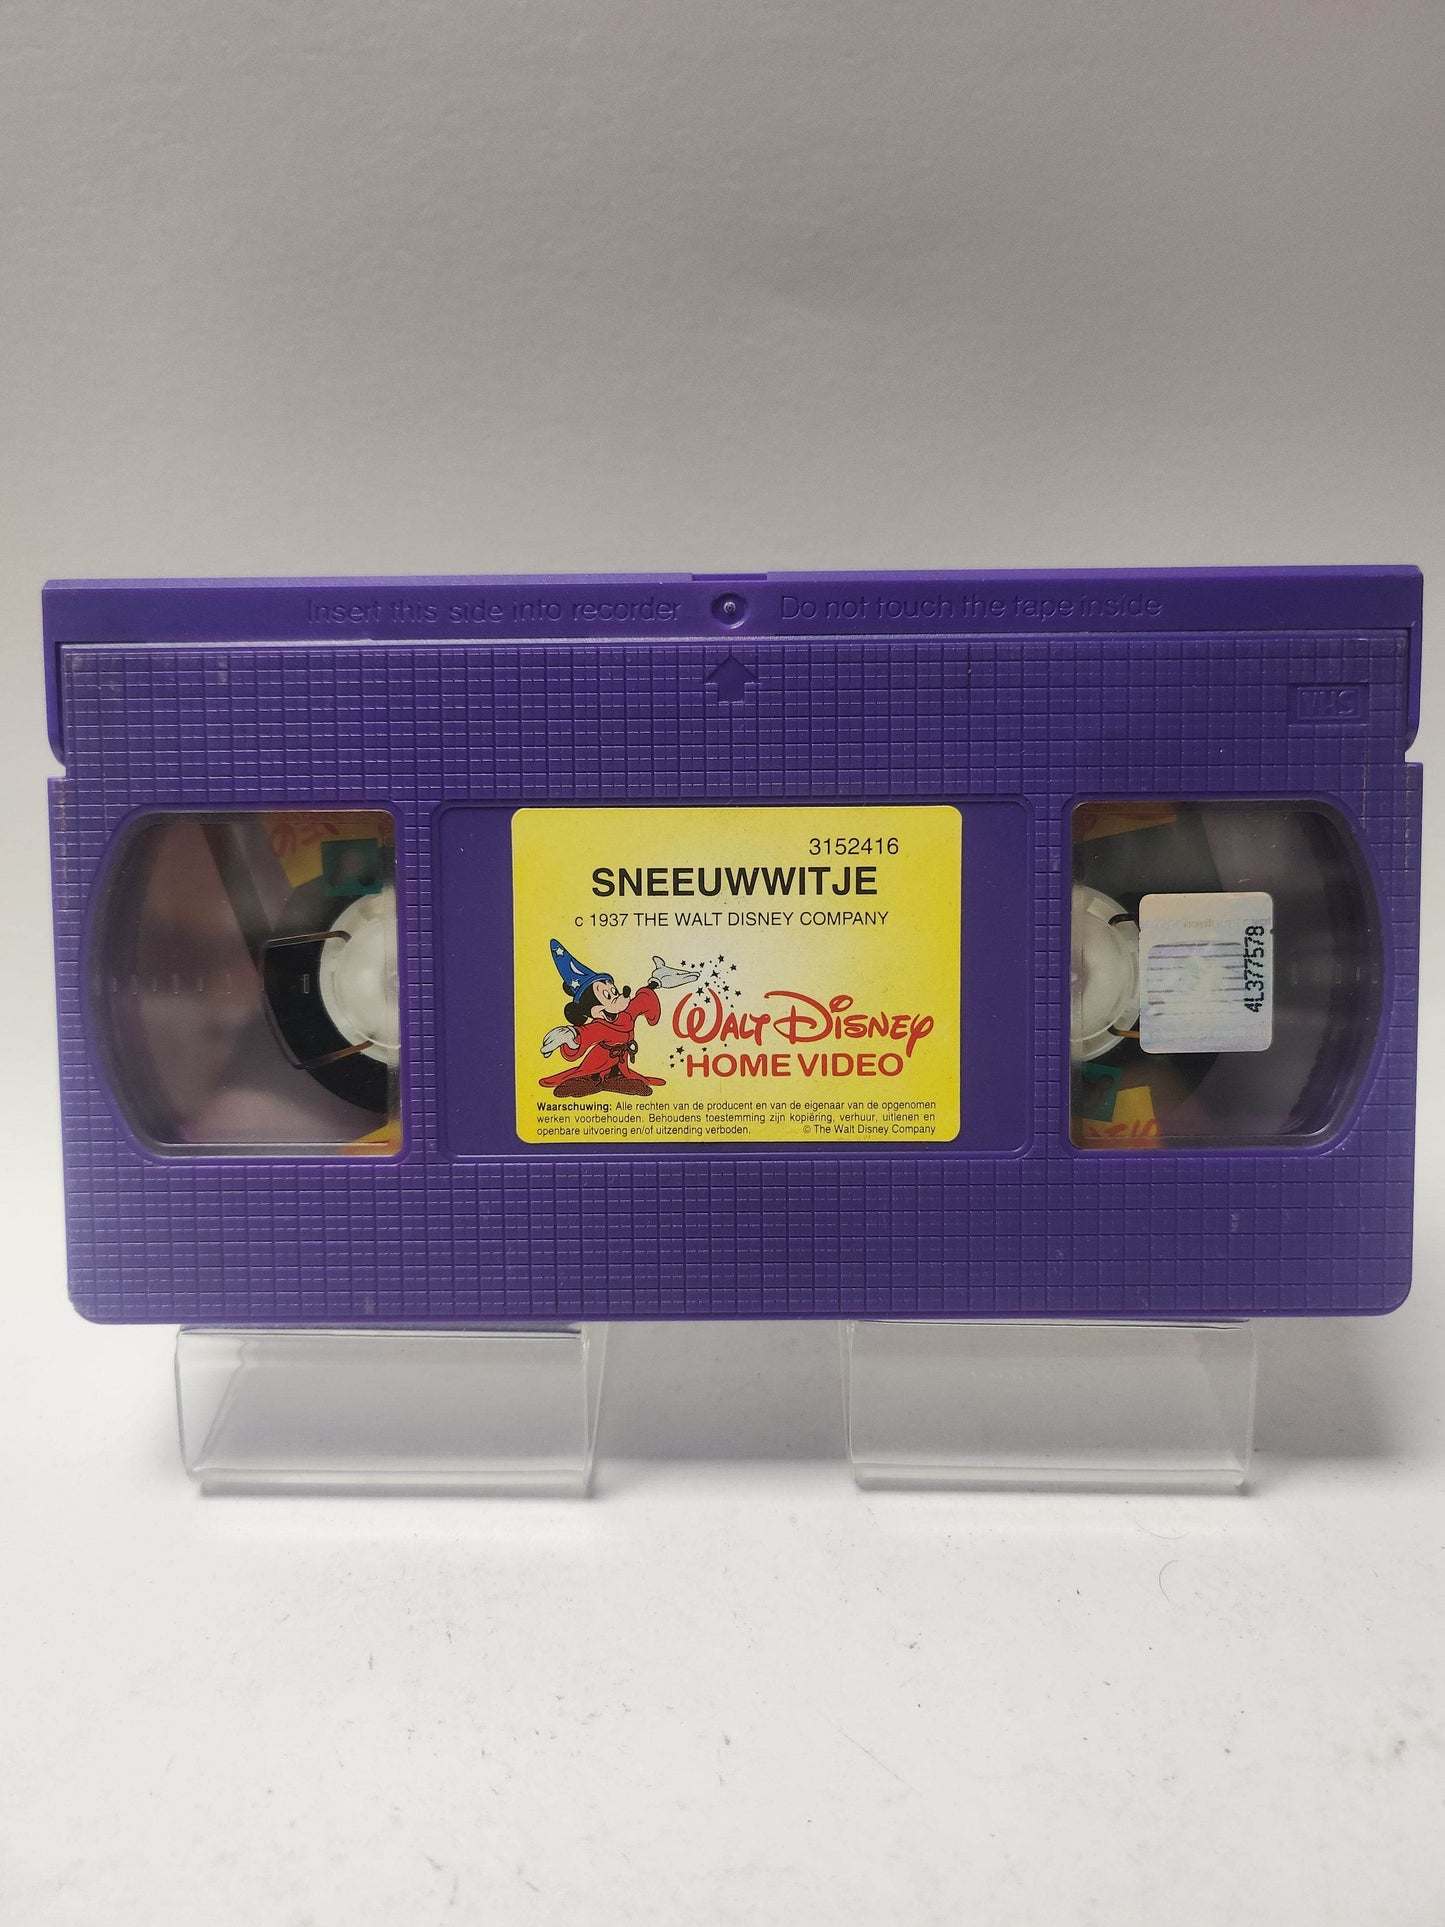 Insert this side into recorder Do not touch the tape inside
VHS
3152416
SNEEUWWITJE
c 1937 THE WALT DISNEY COMPANY
WALT DISNEY
HOME VIDEO
Waarschuwing: Alle rechten van de producent en van de eigenaar van de opgenomen
werken voorbehouden. Behoudens toestemming zijn kopiëring, verhuur, uitlenen en
openbare uitvoering en/of uitzending verboden. © The Walt Disney Company
4L377578